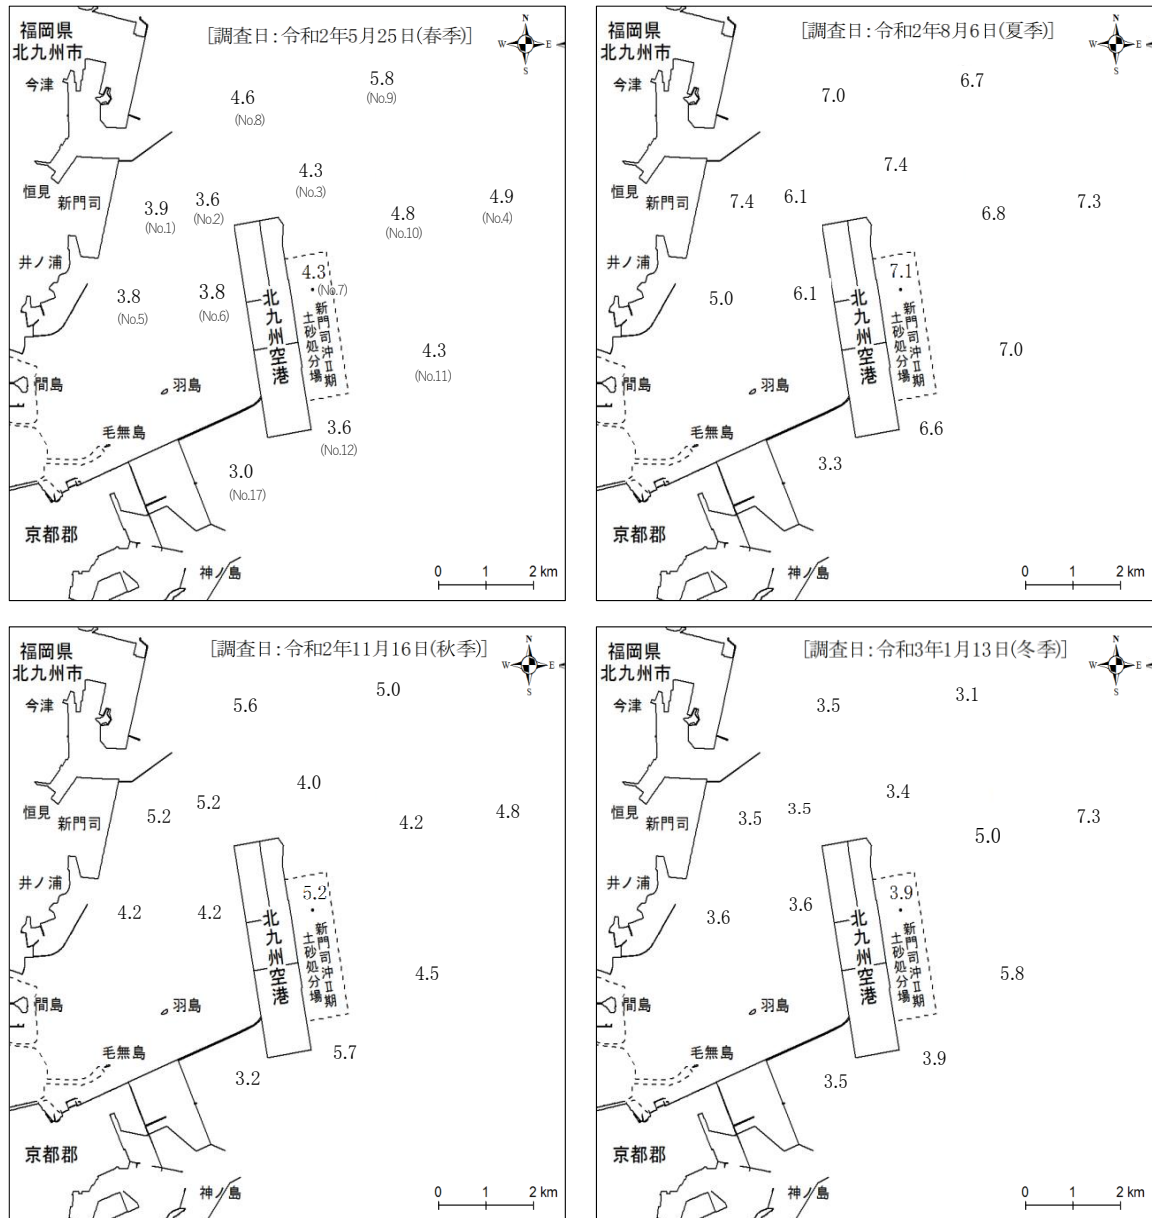 福岡県
北九州市
[調査日:令和2年5月25日(春季)]
N
W
E
S
今津
5.8
(No.9)
4.6
(No.8)
4.3
(No.3)
恒見
新門司
3.9
(No.1)
3.6
(No.2)
4.8
(No.10)
4.9
(No.4)
井ノ浦
4.3
(No.7)
3.8
(No.5)
3.8
(No.6)
北九州空港
新門司沖Ⅱ期
土砂処分場
4.3
(No.11)
間島
羽島
毛無島
3.6
(No.12)
3.0
(No.17)
京都郡
神ノ島
0 1 2 km
福岡県
北九州市
[調査日:令和2年8月6日(夏季)]
N
W
E
S
今津
7.0
6.7
7.4
恒見
新門司
7.4
6.1
6.8
7.3
井ノ浦
7.1
5.0
6.1
北九州空港
新門司沖Ⅱ期
土砂処分場
7.0
間島
羽島
毛無島
6.6
3.3
京都郡
神ノ島
0 1 2 km
福岡県
北九州市
[調査日:令和2年11月16日(秋季)]
N
W
E
S
今津
5.6
5.0
4.0
恒見
新門司
5.2
5.2
4.2
4.8
井ノ浦
5.2
4.2
4.2
北九州空港
新門司沖Ⅱ期
土砂処分場
4.5
間島
羽島
毛無島
5.7
3.2
京都郡
神ノ島
0 1 2 km
福岡県
北九州市
[調査日:令和3年1月13日(冬季)]
N
W
E
S
今津
3.5
3.1
3.4
恒見
新門司
3.5
3.5
5.0
7.3
井ノ浦
3.9
3.6
3.6
北九州空港
新門司沖Ⅱ期
土砂処分場
5.8
間島
羽島
毛無島
3.9
3.5
京都郡
神ノ島
0 1 2 km